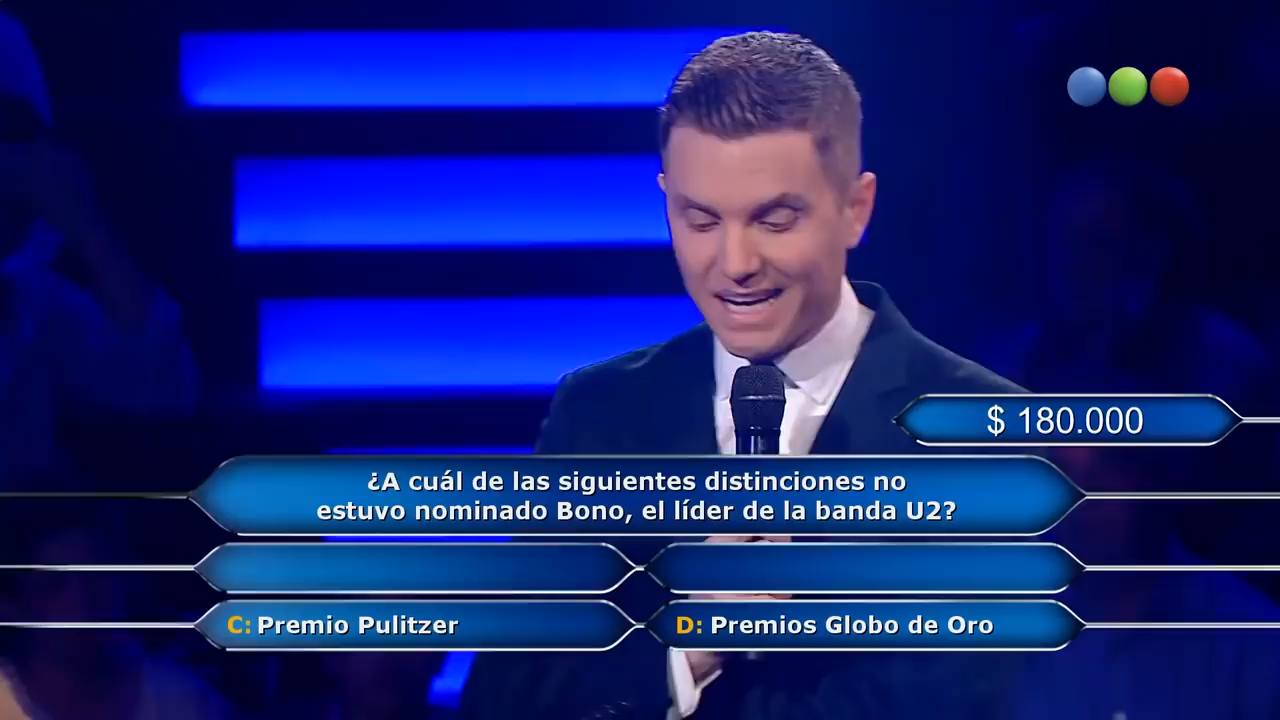 $ 180.000
¿A cuál de las siguientes distinciones no
estuvo nominado Bono, el líder de la banda U2?
C: Premio Pulitzer
D: Premios Globo de Oro